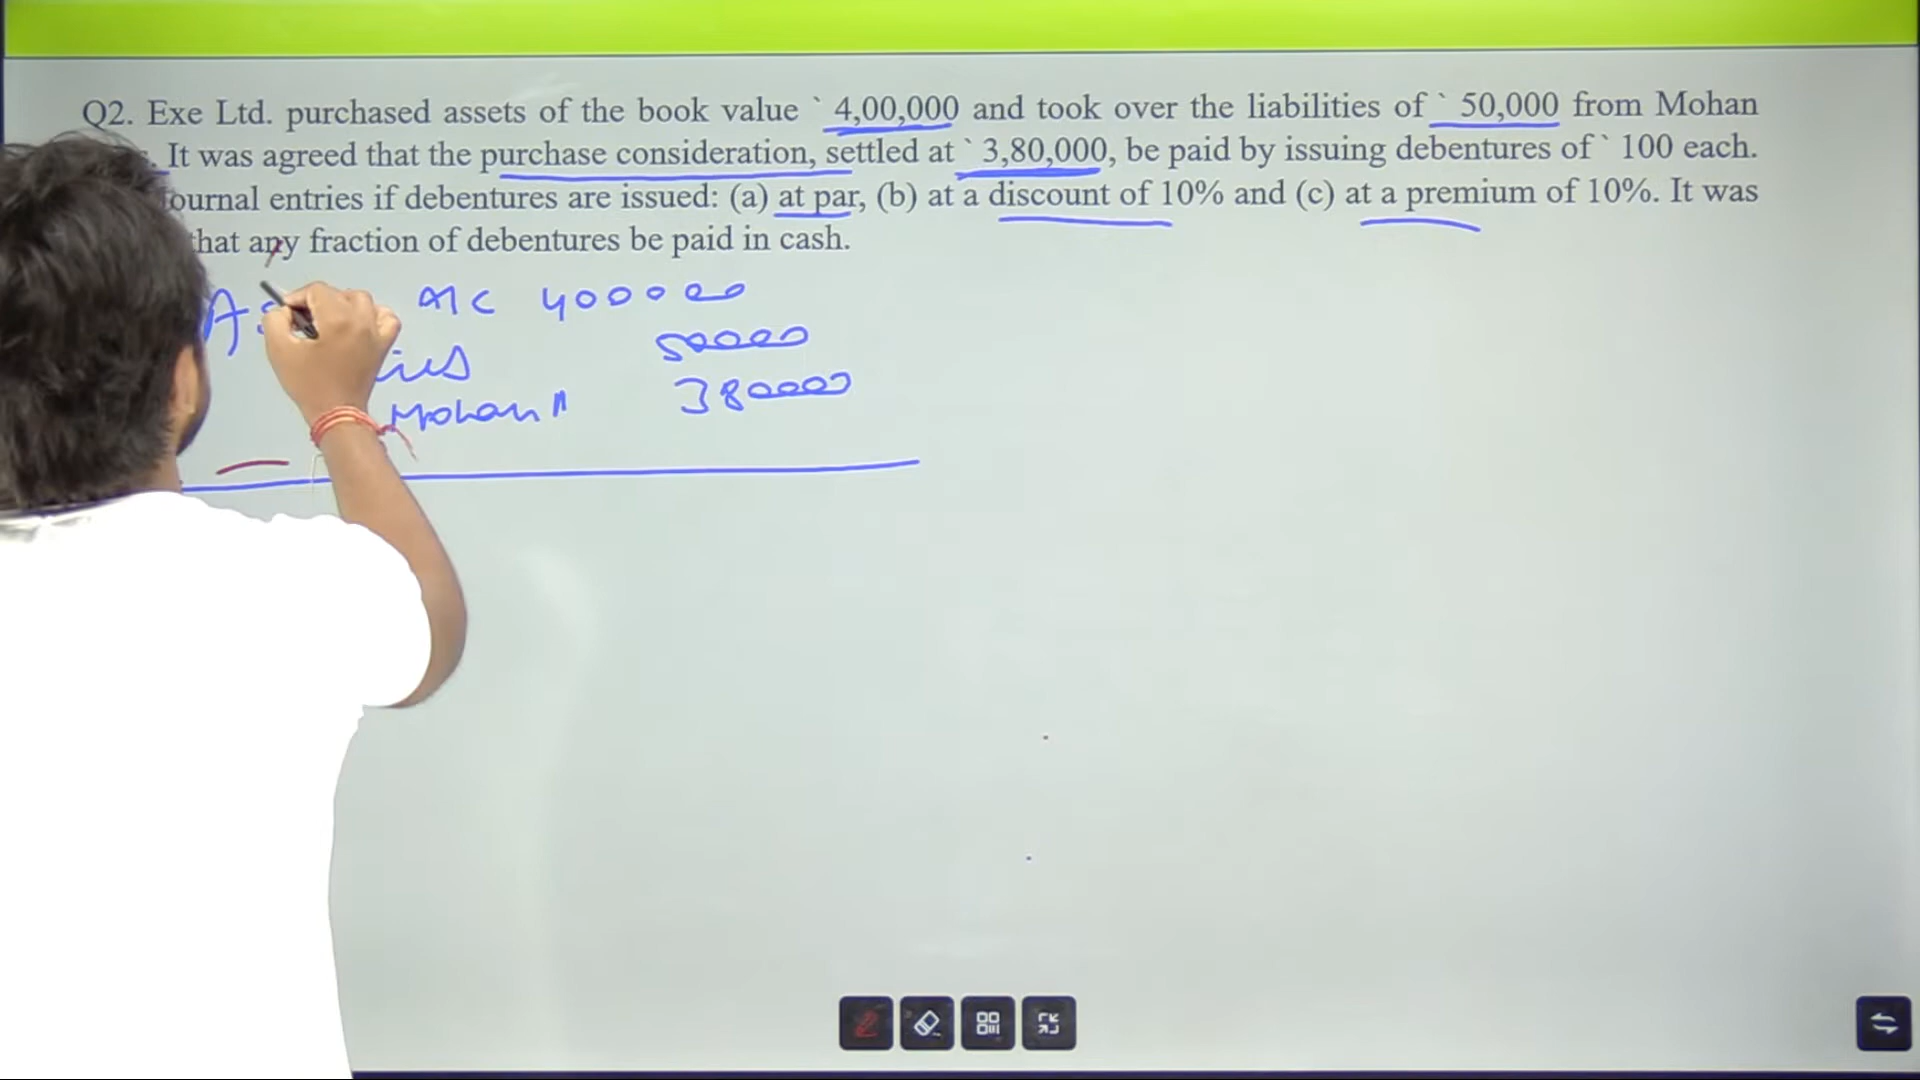 Q2. Exe Ltd. purchased assets of the book value ` 4,00,000 and took over the liabilities of ` 50,000 from Mohan
It was agreed that the purchase consideration, settled at ` 3,80,000, be paid by issuing debentures of ` 100 each.
ournal entries if debentures are issued: (a) at par, (b) at a discount of 10% and (c) at a premium of 10%. It was
hat any fraction of debentures be paid in cash.
As A/c 400000
ies 50000
Mohan 380000